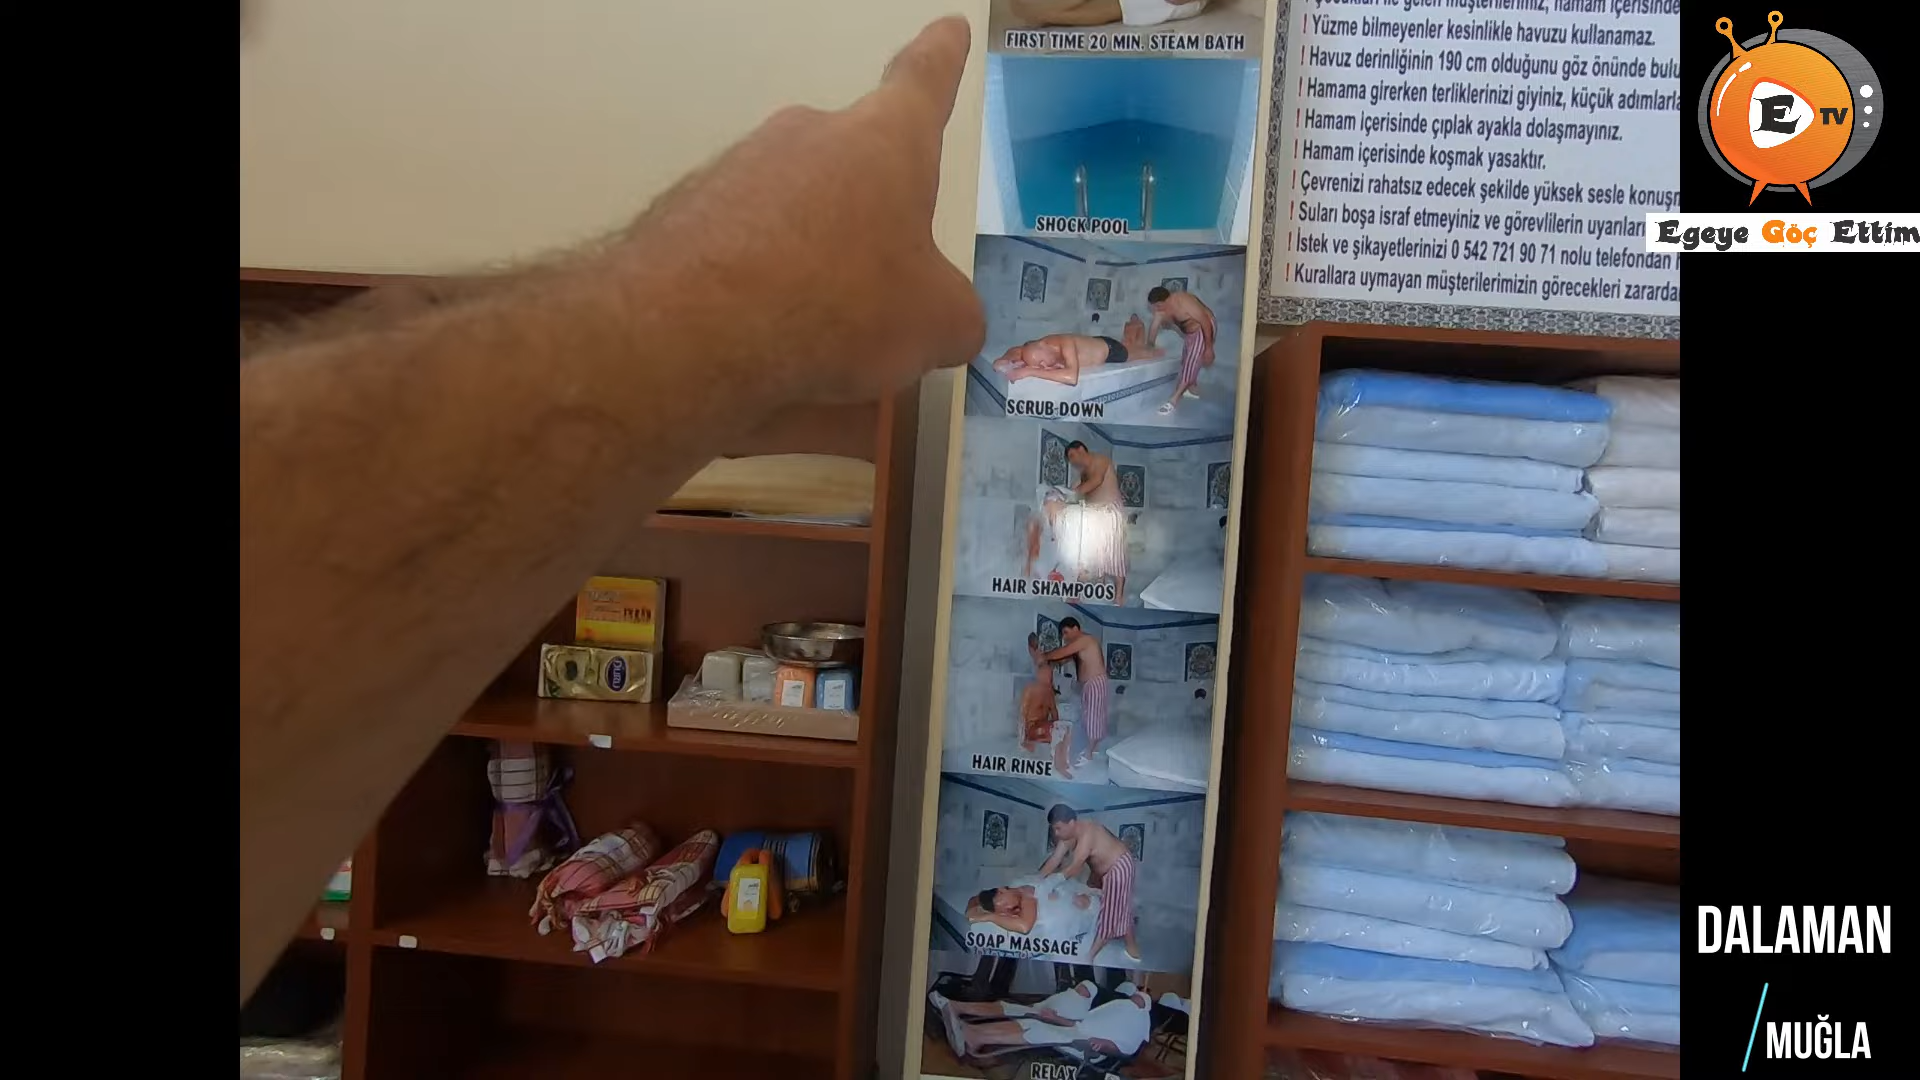 FIRST TIME 20 MIN. STEAM BATH
SHOCK POOL
SCRUB DOWN
HAIR SHAMPOOS
HAIR RINSE
SOAP MASSAGE
RELAX
! Yüzme bilmeyenler kesinlikle havuzu kullanamaz.
! Havuz derinliğinin 190 cm olduğunu göz önünde bulu
! Hamama girerken terliklerinizi giyiniz, küçük adımlarla
! Hamam içerisinde çıplak ayakla dolaşmayınız.
! Hamam içerisinde koşmak yasaktır.
! Çevrenizi rahatsız edecek şekilde yüksek sesle konuşm
! Suları boşa israf etmeyiniz ve görevlilerin uyarıları
! İstek ve şikayetlerinizi 0 542 721 90 71 nolu telefondan
! Kurallara uymayan müşterilerimizin görecekleri zararda
E TV
Egeye Göç Ettim
DALAMAN
/MUĞLA